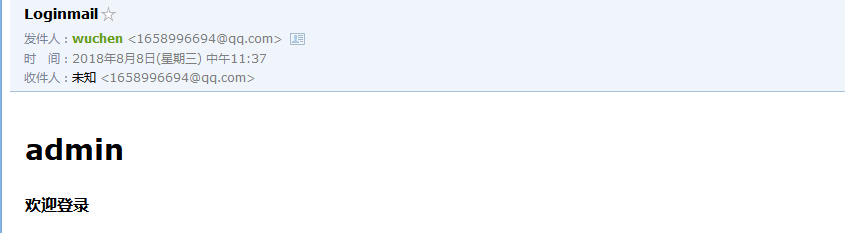 Loginmail☆
发件人：wuchen <1658996694@qq.com>
时　间：2018年8月8日(星期三) 中午11:37
收件人：未知 <1658996694@qq.com>
admin
欢迎登录